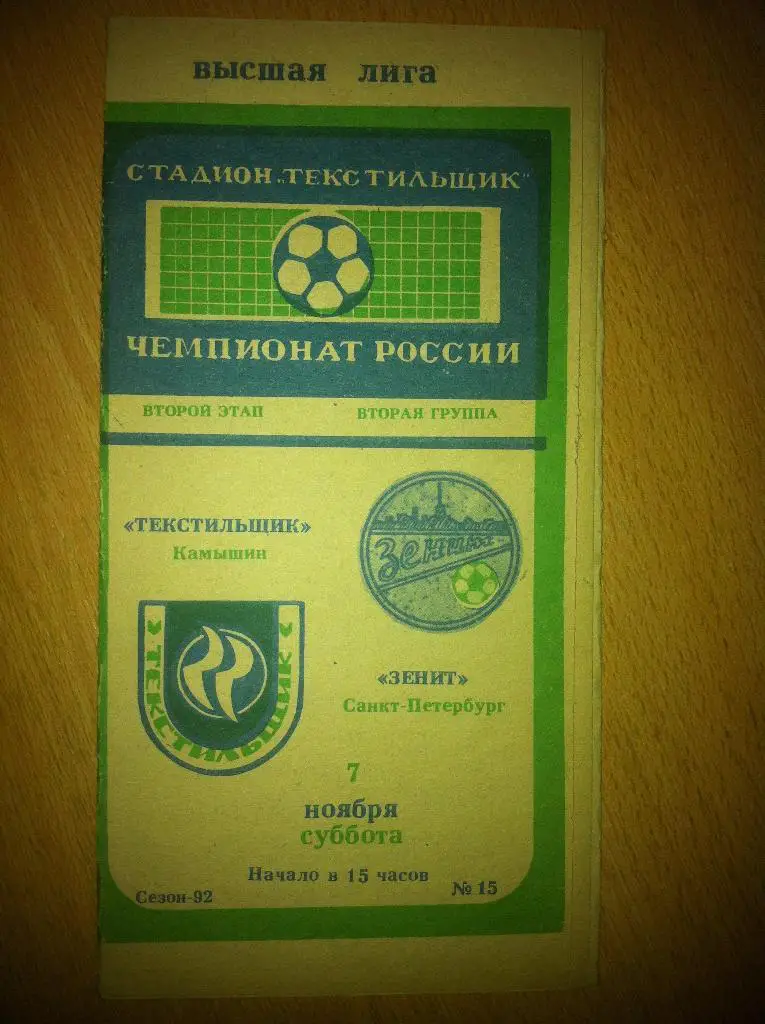 ВЫСШАЯ ЛИГА
СТАДИОН „ТЕКСТИЛЬЩИК"
ЧЕМПИОНАТ РОССИИ
ВТОРОЙ ЭТАП ВТОРАЯ ГРУППА
«ТЕКСТИЛЬЩИК»
Камышин
Зенит
ТЕКСТИЛЬЩИК
«ЗЕНИТ»
Санкт-Петербург
7
ноября
суббота
Начало в 15 часов
Сезон-92 № 15